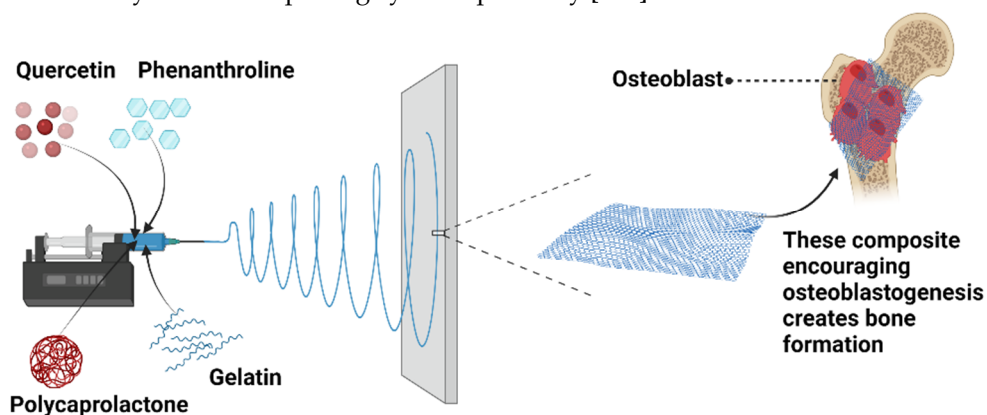 Quercetin
Phenanthroline
Osteoblast
Polycaprolactone
Gelatin
These composite
encouraging
osteoblastogenesis
creates bone
formation